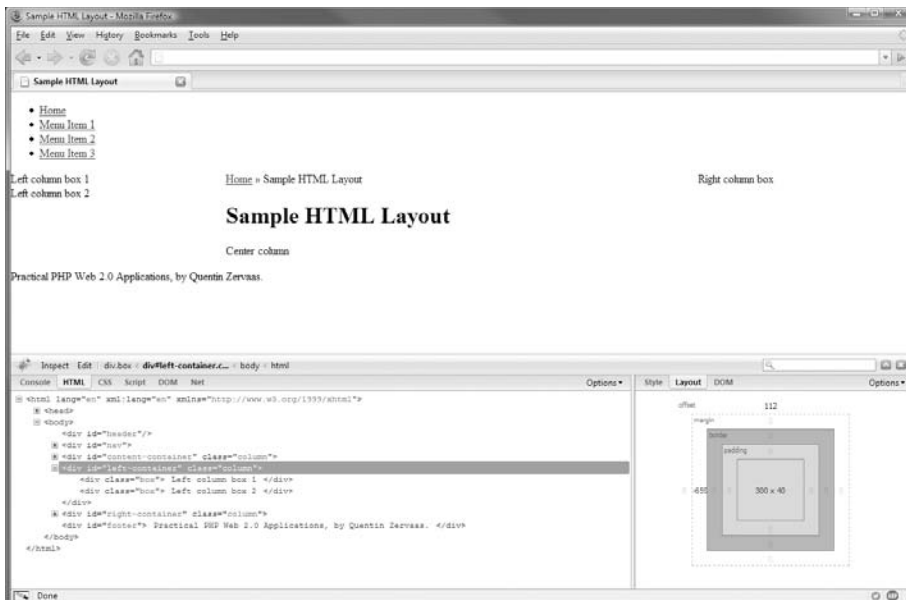 Sample HTML Layout - Mozilla Firefox
File Edit View History Bookmarks Tools Help
Sample HTML Layout
Home
Menu Item 1
Menu Item 2
Menu Item 3
Left column box 1
Left column box 2
Home » Sample HTML Layout
Sample HTML Layout
Center column
Right column box
Practical PHP Web 2.0 Applications, by Quentin Zervaas.
Inspect Edit div.box < div#left-container.c... < body < html
Console HTML CSS Script DOM Net Options
<html lang="en" xml:lang="en" xmlns="http://www.w3.org/1999/xhtml">
<head>
<body>
<div id="header"/>
<div id="nav">
<div id="content-container" class="column">
<div id="left-container" class="column">
<div class="box"> Left column box 1 </div>
<div class="box"> Left column box 2 </div>
</div>
<div id="right-container" class="column">
<div id="footer"> Practical PHP Web 2.0 Applications, by Quentin Zervaas. </div>
</body>
</html>
Style Layout DOM Options
offset 112
margin
border
padding
300 x 40
Done